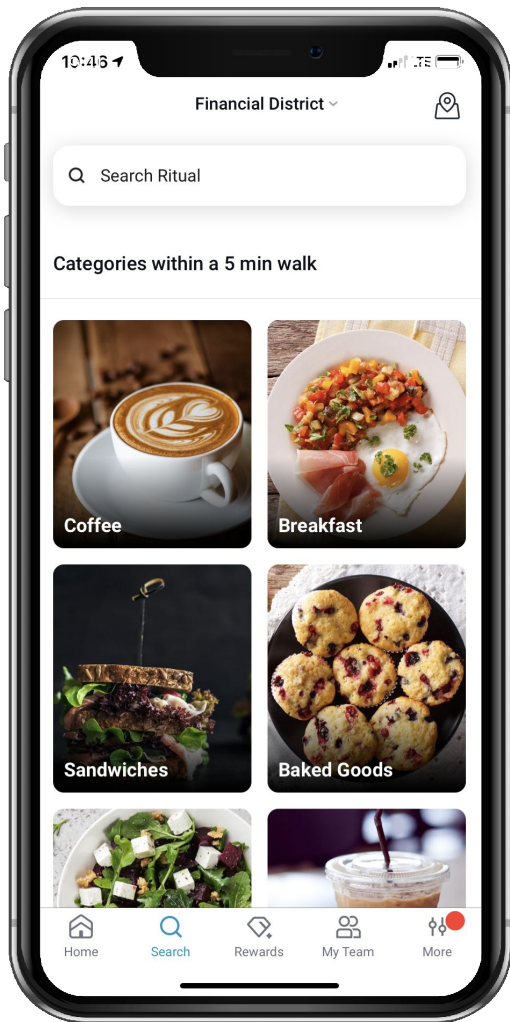 10:46
LTE
Financial District
Search Ritual
Categories within a 5 min walk
Coffee
Breakfast
Sandwiches
Baked Goods
Home
Search
Rewards
My Team
More